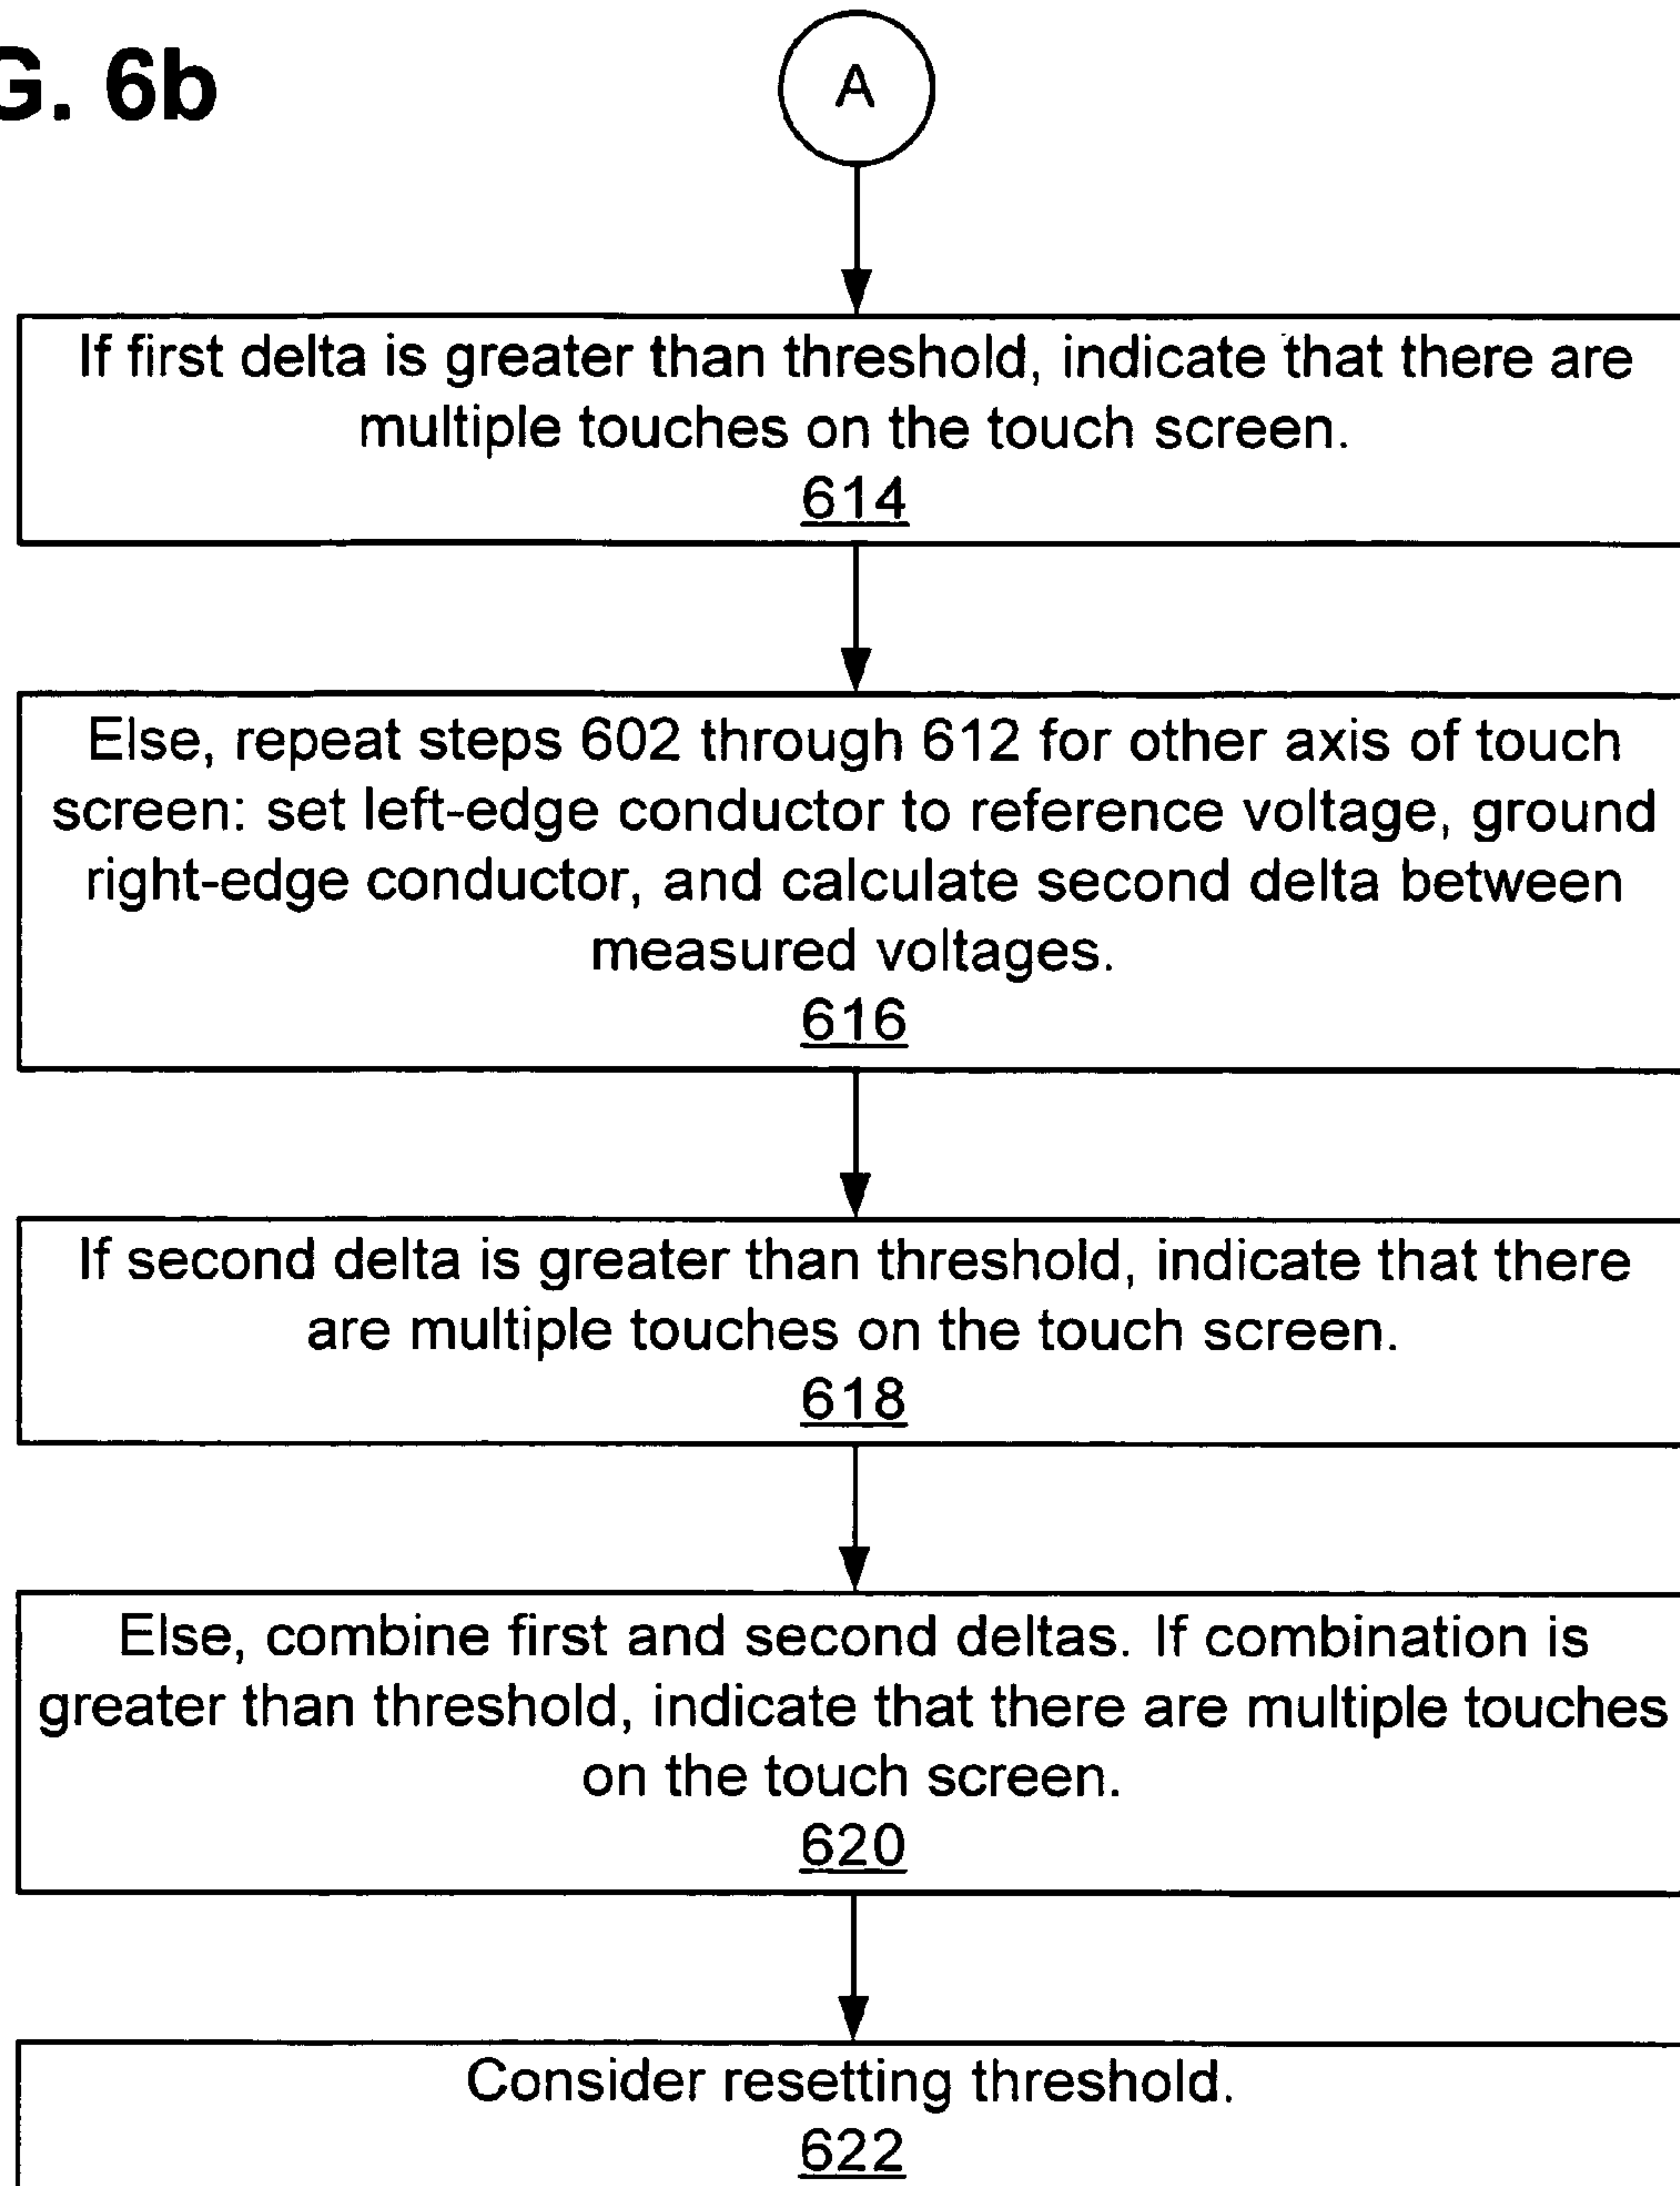 G. 6b
A
If first delta is greater than threshold, indicate that there are
multiple touches on the touch screen.
614
Else, repeat steps 602 through 612 for other axis of touch
screen: set left-edge conductor to reference voltage, ground
right-edge conductor, and calculate second delta between
measured voltages.
616
If second delta is greater than threshold, indicate that there
are multiple touches on the touch screen.
618
Else, combine first and second deltas. If combination is
greater than threshold, indicate that there are multiple touches
on the touch screen.
620
Consider resetting threshold.
622